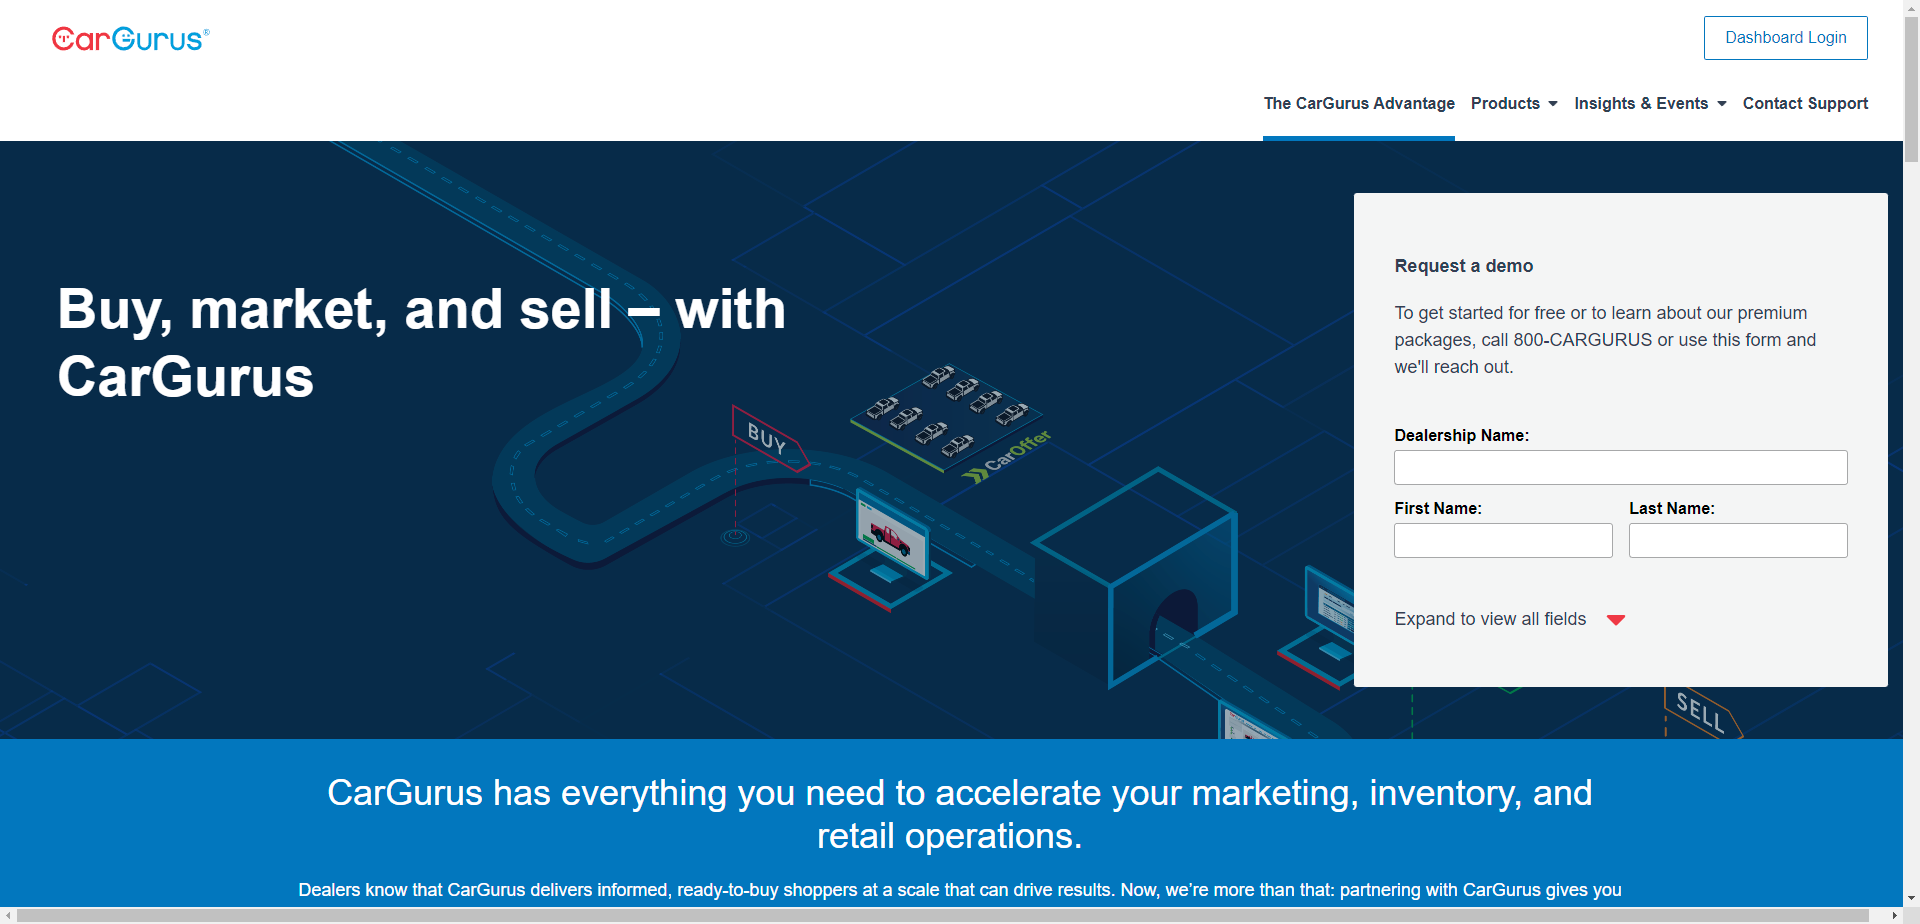 CarGurus®
Dashboard Login
The CarGurus Advantage Products Insights & Events Contact Support
Buy, market, and sell – with
CarGurus
BUY
CarOffer
SELL
Request a demo
To get started for free or to learn about our premium
packages, call 800-CARGURUS or use this form and
we'll reach out.
Dealership Name:
First Name: Last Name:
Expand to view all fields
CarGurus has everything you need to accelerate your marketing, inventory, and
retail operations.
Dealers know that CarGurus delivers informed, ready-to-buy shoppers at a scale that can drive results. Now, we’re more than that: partnering with CarGurus gives you